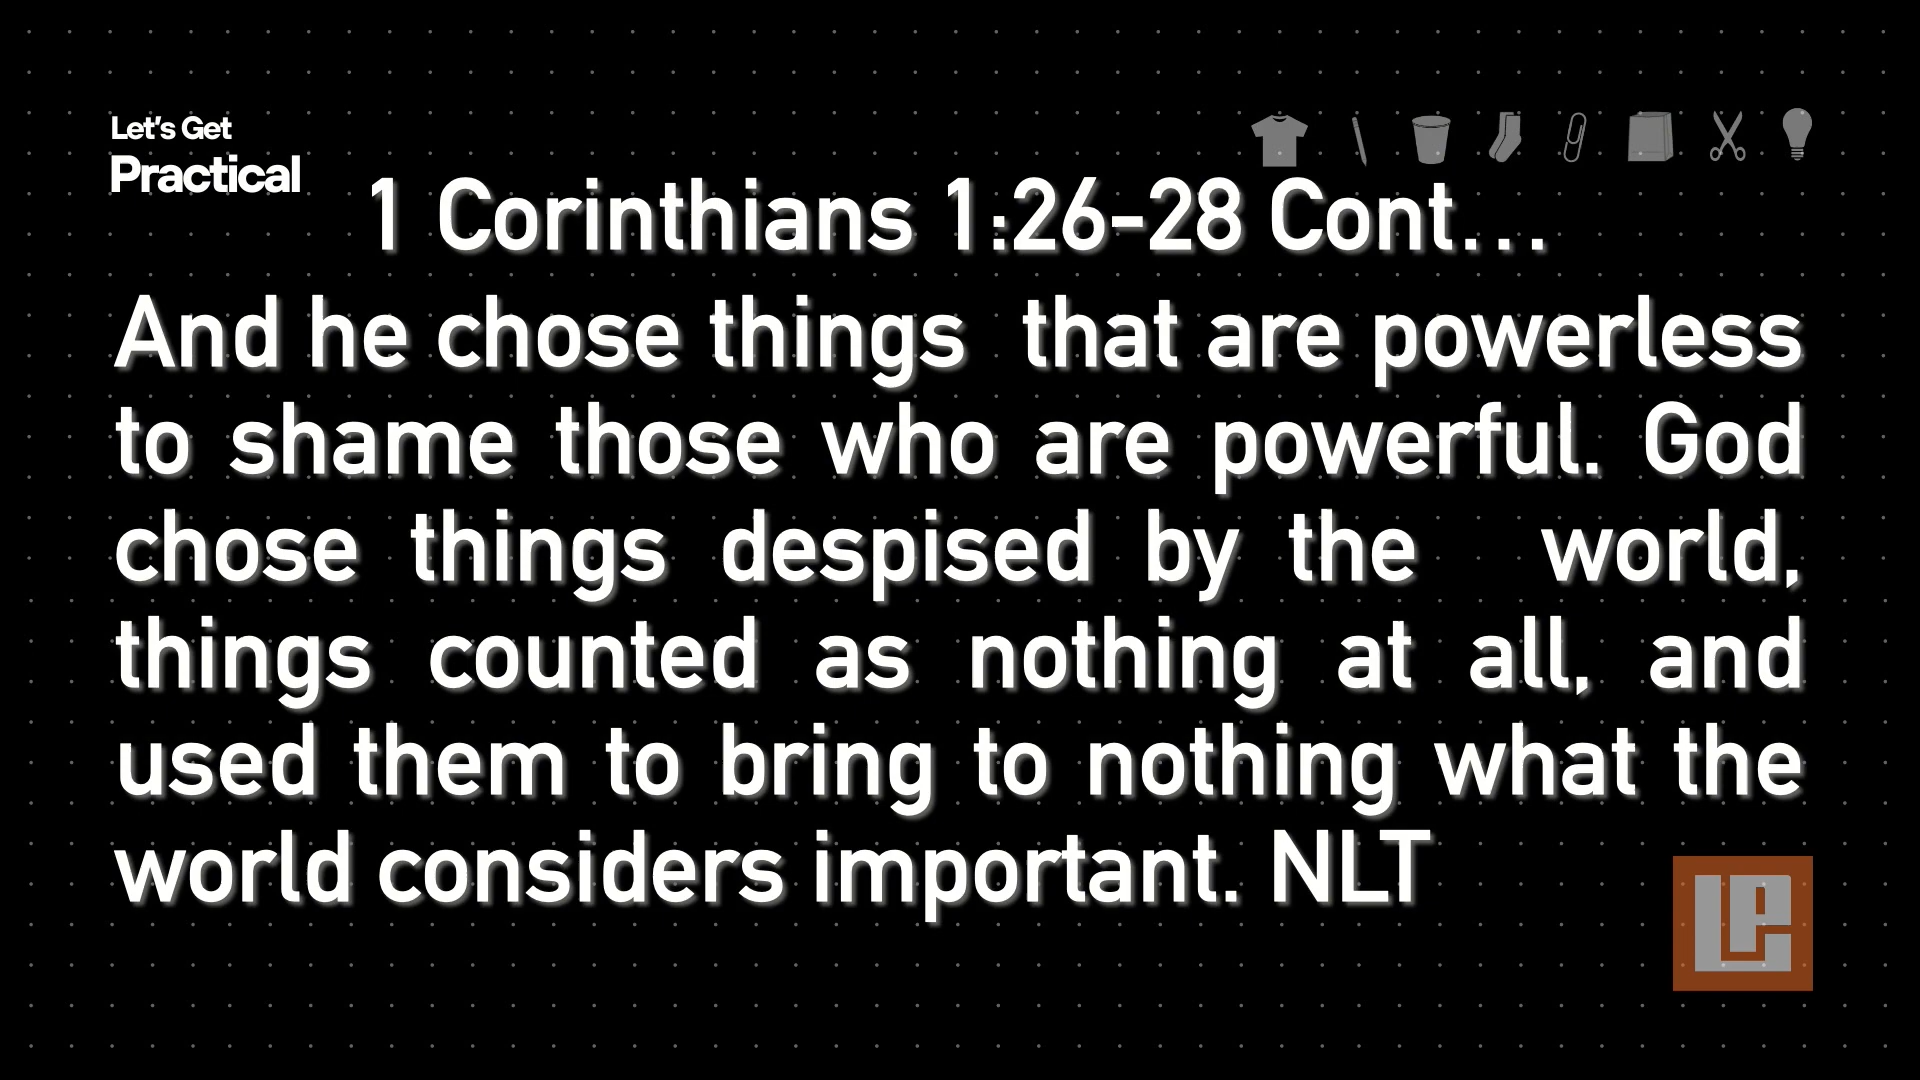 Let's Get
Practical
1 Corinthians 1:26-28 Cont...
And he chose things that are powerless
to shame those who are powerful. God
chose things despised by the world,
things counted as nothing at all, and
used them to bring to nothing what the
world considers important. NLT